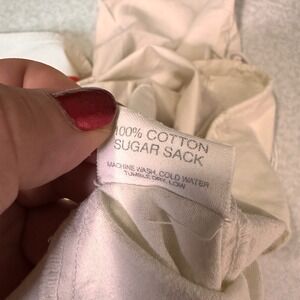 100% COTTON
SUGAR SACK
MACHINE WASH, COLD WATER
TUMBLE, DRY, LOW